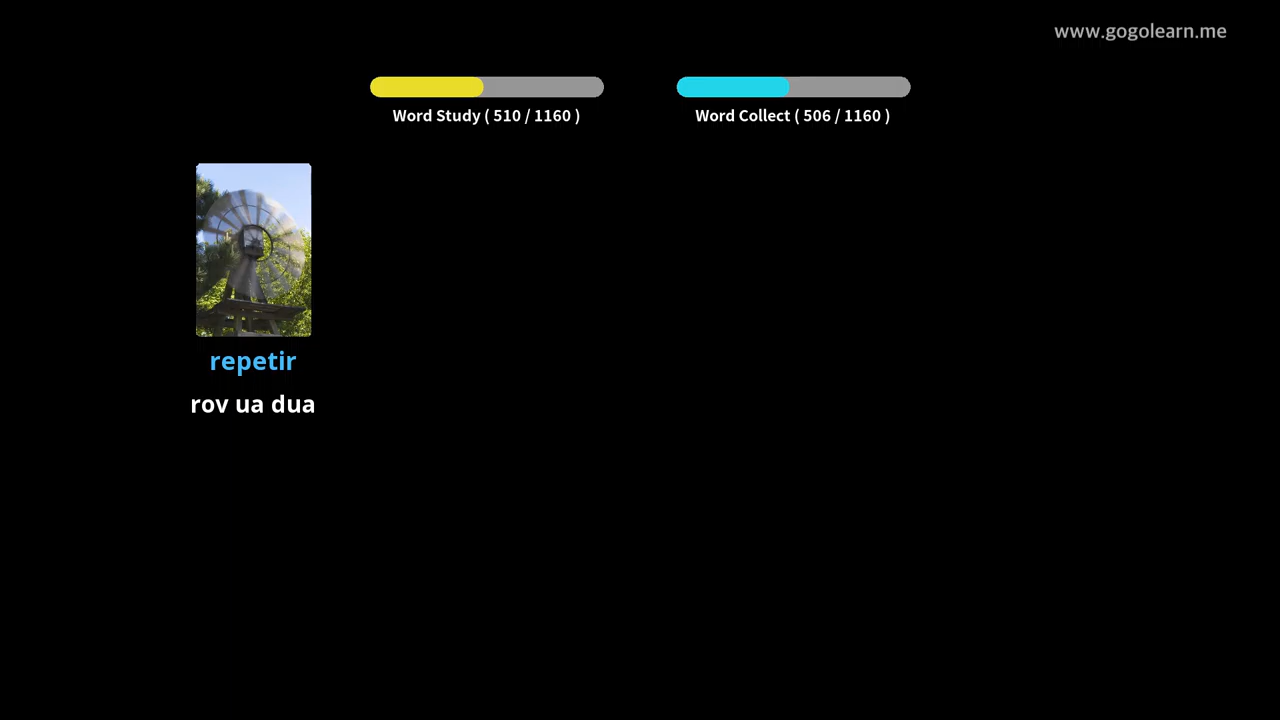 www.gogolearn.me
Word Study ( 510 / 1160 )
Word Collect ( 506 / 1160 )
repetir
rov ua dua